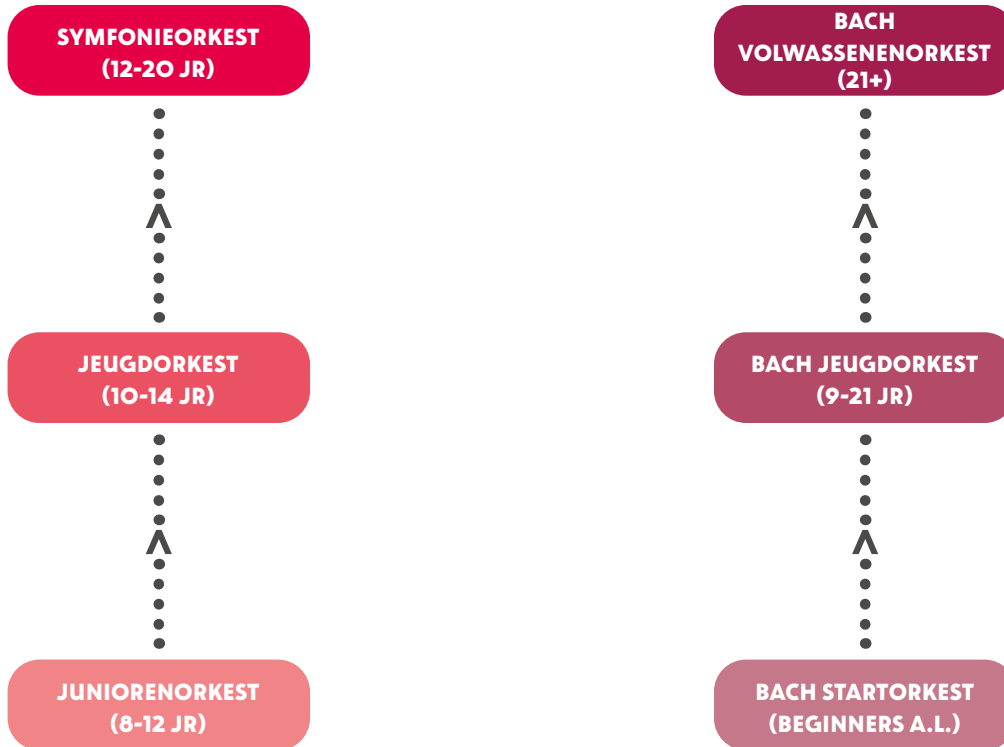 SYMFONIEORKEST
(12-20 JR)
BACH
VOLWASSENENORKEST
(21+)
JEUGDORKEST
(10-14 JR)
BACH JEUGDORKEST
(9-21 JR)
JUNIORENORKEST
(8-12 JR)
BACH STARTORKEST
(BEGINNERS A.L.)